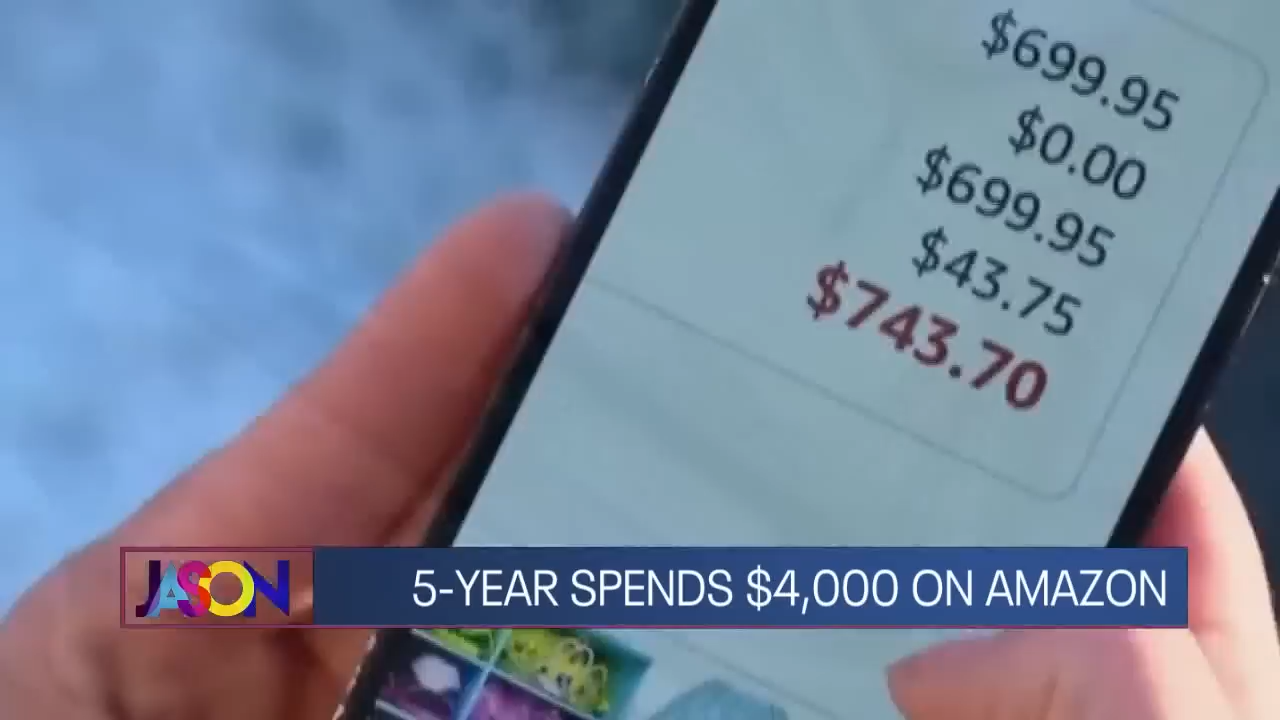 $699.95
$0.00
$699.95
$43.75
$743.70
JASON
5-YEAR SPENDS $4,000 ON AMAZON